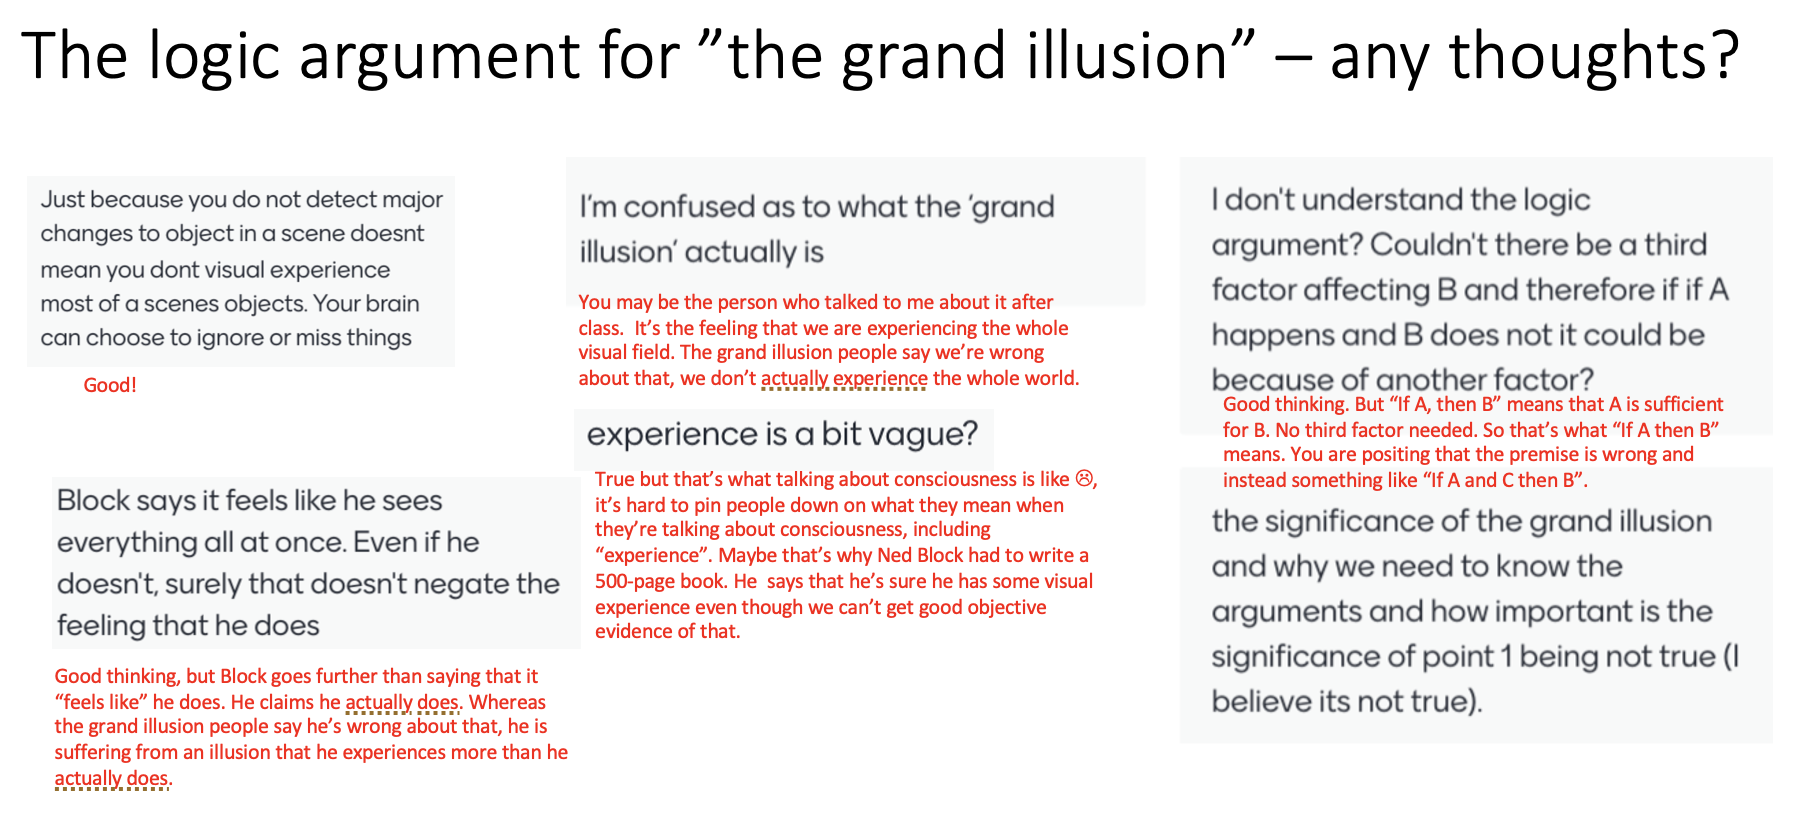 The logic argument for ”the grand illusion” – any thoughts?
Just because you do not detect major
changes to object in a scene doesnt
mean you dont visual experience
most of a scenes objects. Your brain
can choose to ignore or miss things
Good!
Block says it feels like he sees
everything all at once. Even if he
doesn't, surely that doesn't negate the
feeling that he does
Good thinking, but Block goes further than saying that it
“feels like” he does. He claims he actually does. Whereas
the grand illusion people say he’s wrong about that, he is
suffering from an illusion that he experiences more than he
actually does.
I'm confused as to what the 'grand
illusion' actually is
You may be the person who talked to me about it after
class.  It’s the feeling that we are experiencing the whole
visual field. The grand illusion people say we’re wrong
about that, we don’t actually experience the whole world.
experience is a bit vague?
True but that’s what talking about consciousness is like ☹,
it’s hard to pin people down on what they mean when
they’re talking about consciousness, including
“experience”. Maybe that’s why Ned Block had to write a
500-page book. He  says that he’s sure he has some visual
experience even though we can’t get good objective
evidence of that.
I don't understand the logic
argument? Couldn't there be a third
factor affecting B and therefore if if A
happens and B does not it could be
because of another factor?
Good thinking. But “If A, then B” means that A is sufficient
for B. No third factor needed. So that’s what “If A then B”
means. You are positing that the premise is wrong and
instead something like “If A and C then B”.
the significance of the grand illusion
and why we need to know the
arguments and how important is the
significance of point 1 being not true (I
believe its not true).